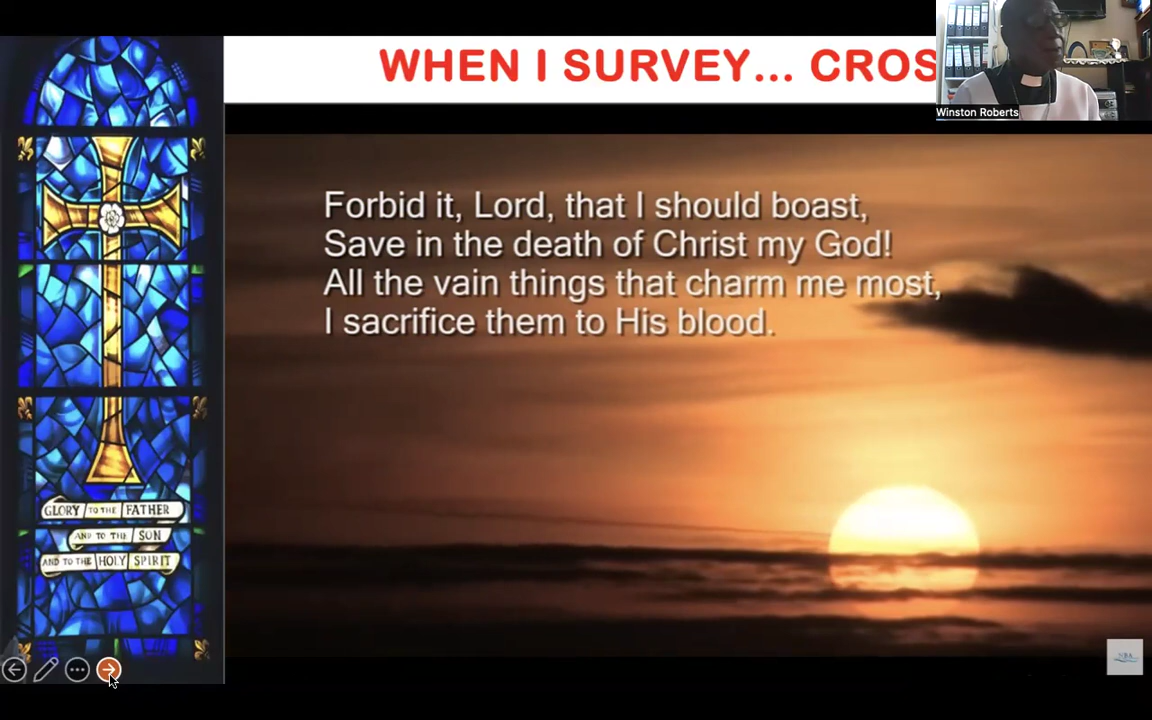 WHEN I SURVEY... CROS
Winston Roberts
Forbid it, Lord, that I should boast,
Save in the death of Christ my God!
All the vain things that charm me most,
I sacrifice them to His blood.
GLORY TO THE FATHER
AND TO THE SON
AND TO THE HOLY SPIRIT